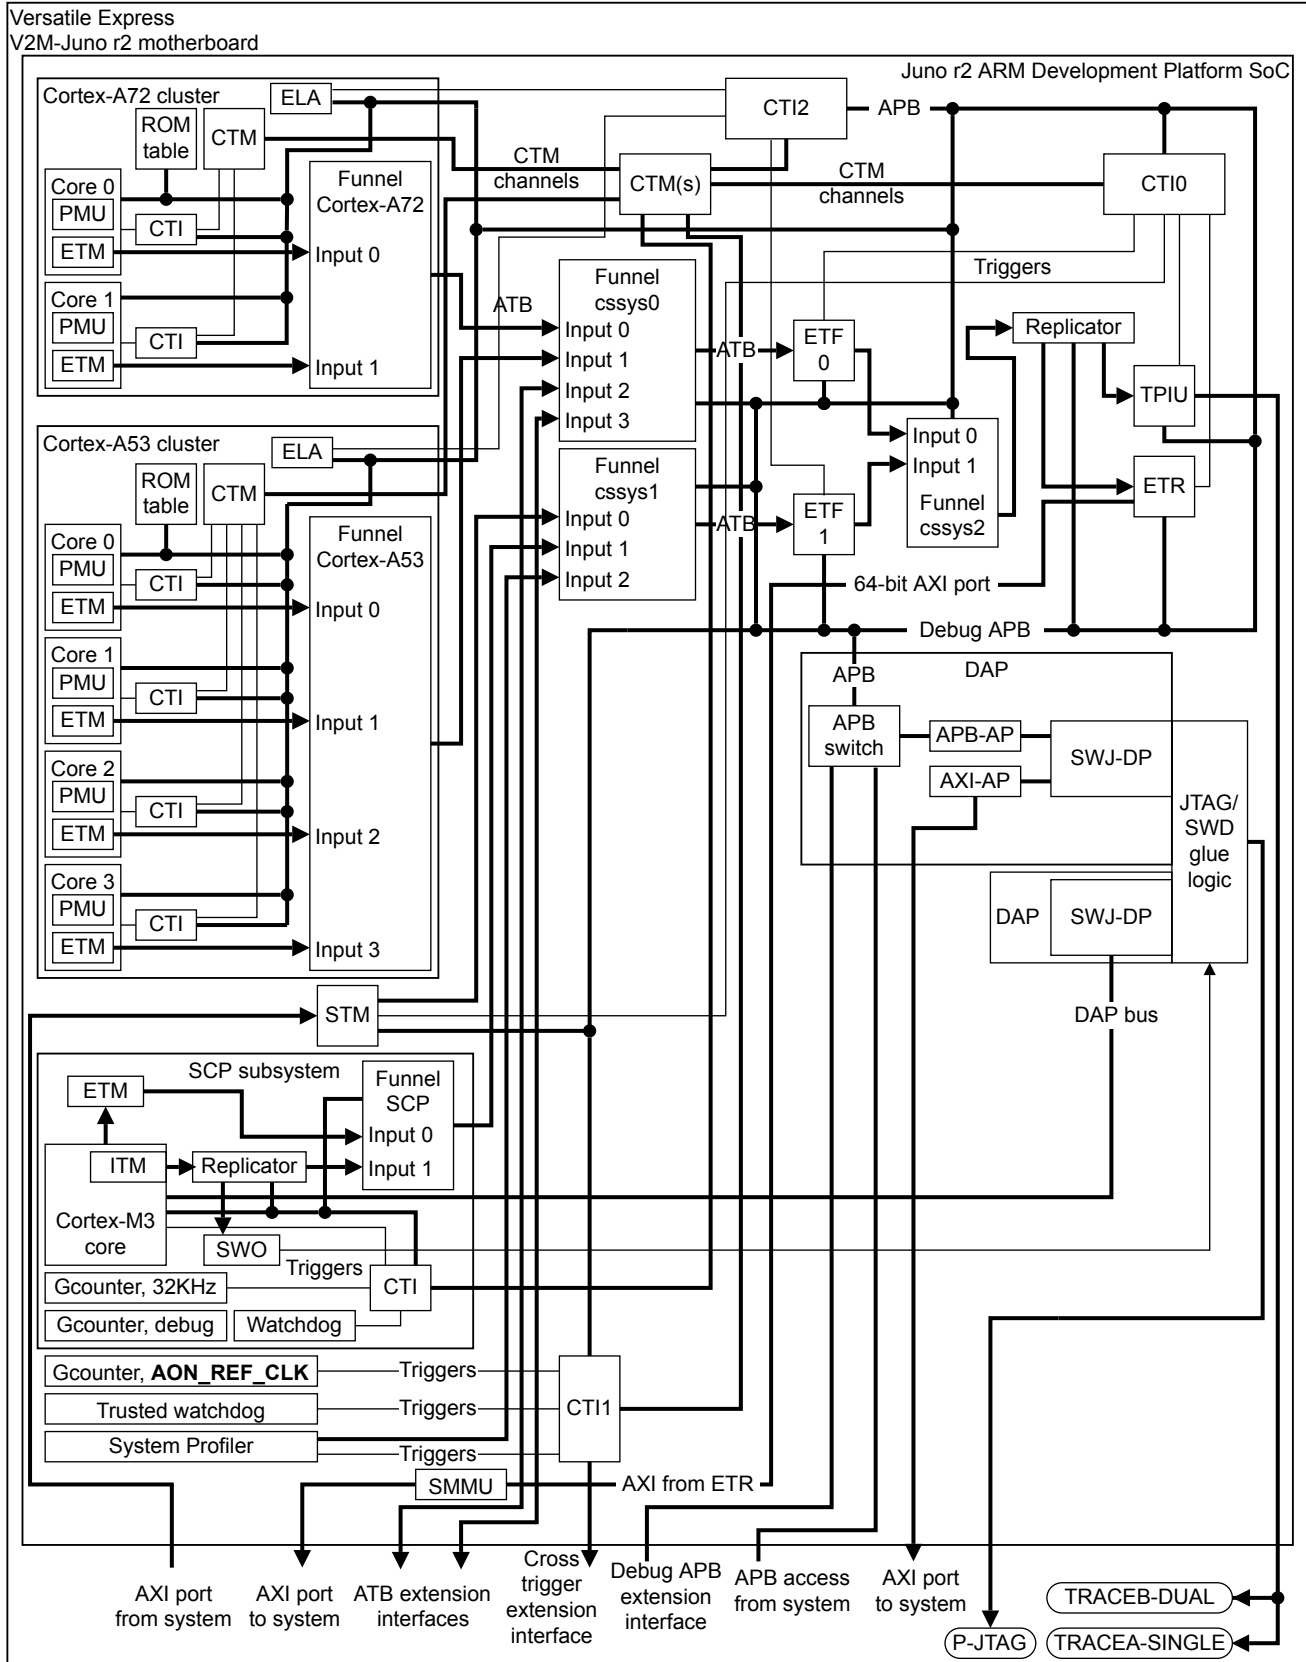 Versatile Express
V2M-Juno r2 motherboard
Juno r2 ARM Development Platform SoC
Cortex-A72 cluster
ELA
ROM
table
CTM
Core 0
PMU
ETM
CTI
Core 1
PMU
ETM
CTI
Funnel
Cortex-A72
Input 0
Input 1
CTI2
APB
CTM
channels
CTM(s)
CTM
channels
CTI0
Triggers
ATB
Funnel
cssys0
Input 0
Input 1
Input 2
Input 3
ATB
ETF
0
Replicator
TPIU
Input 0
Input 1
Funnel
cssys2
ETR
Funnel
cssys1
Input 0
Input 1
Input 2
ATB
ETF
1
64-bit AXI port
Debug APB
Cortex-A53 cluster
ELA
ROM
table
CTM
Core 0
PMU
ETM
CTI
Core 1
PMU
ETM
CTI
Core 2
PMU
ETM
CTI
Core 3
PMU
ETM
CTI
Funnel
Cortex-A53
Input 0
Input 1
Input 2
Input 3
DAP
APB
APB
switch
APB-AP
AXI-AP
SWJ-DP
JTAG/
SWD
glue
logic
DAP
SWJ-DP
DAP bus
STM
SCP subsystem
ETM
Funnel
SCP
Input 0
Input 1
ITM
Replicator
Cortex-M3
core
SWO
Triggers
CTI
Gcounter, 32KHz
Gcounter, debug
Watchdog
Gcounter, AON_REF_CLK
Triggers
Trusted watchdog
Triggers
System Profiler
Triggers
CTI1
SMMU
AXI from ETR
AXI port
from system
AXI port
to system
ATB extension
interfaces
Cross
trigger
extension
interface
Debug APB
extension
interface
APB access
from system
AXI port
to system
TRACEB-DUAL
P-JTAG
TRACEA-SINGLE